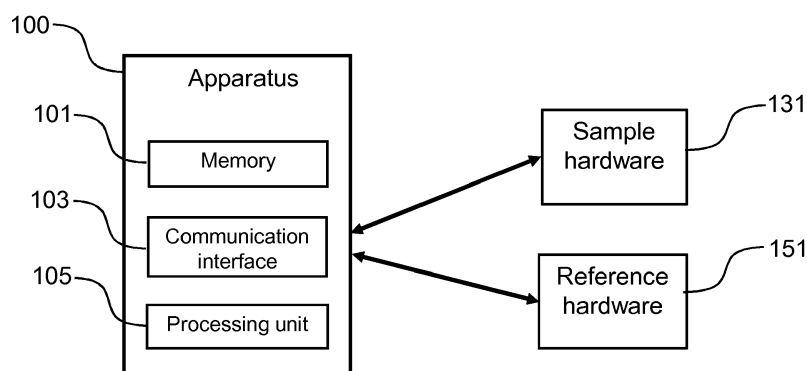 100
Apparatus
101
Memory
103
Communication
interface
105
Processing unit
Sample
hardware
131
Reference
hardware
151